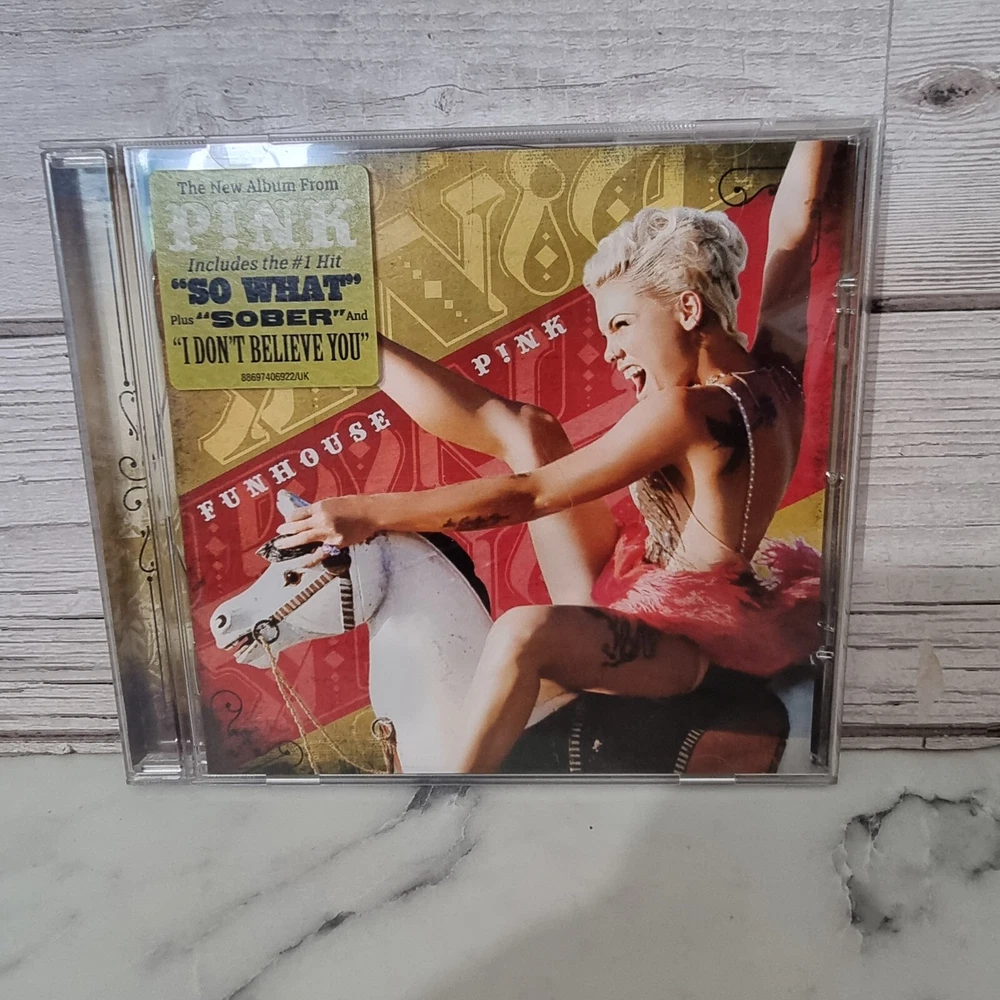 The New Album From
P!NK
Includes the #1 Hit
"SO WHAT"
Plus "SOBER" And
"I DON'T BELIEVE YOU"
88697406922/UK
FUNHOUSE P!NK